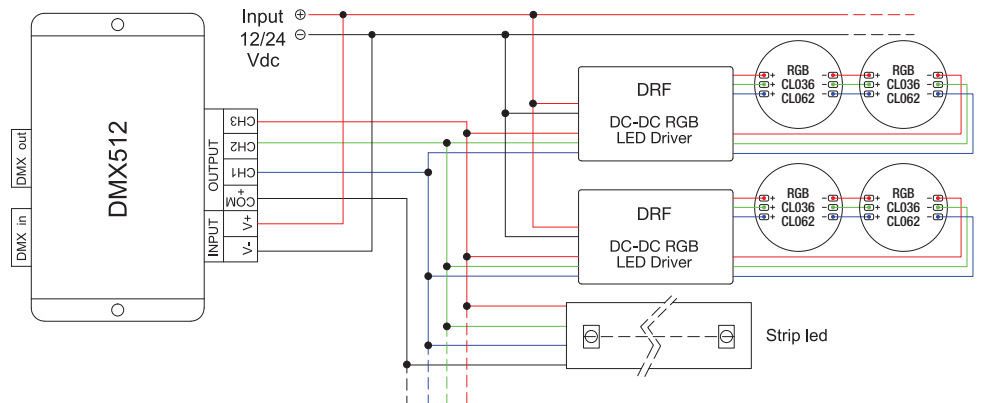 Input ⊕
12/24 ⊖
Vdc
DMX512
DMX out
DMX in
OUTPUT
INPUT
CH3
CH2
CH1
COM +
V+
V-
DRF
DC-DC RGB
LED Driver
+ + +
RGB
CL036
CL062
- - -
+ + +
RGB
CL036
CL062
- - -
DRF
DC-DC RGB
LED Driver
+ + +
RGB
CL036
CL062
- - -
+ + +
RGB
CL036
CL062
- - -
Strip led